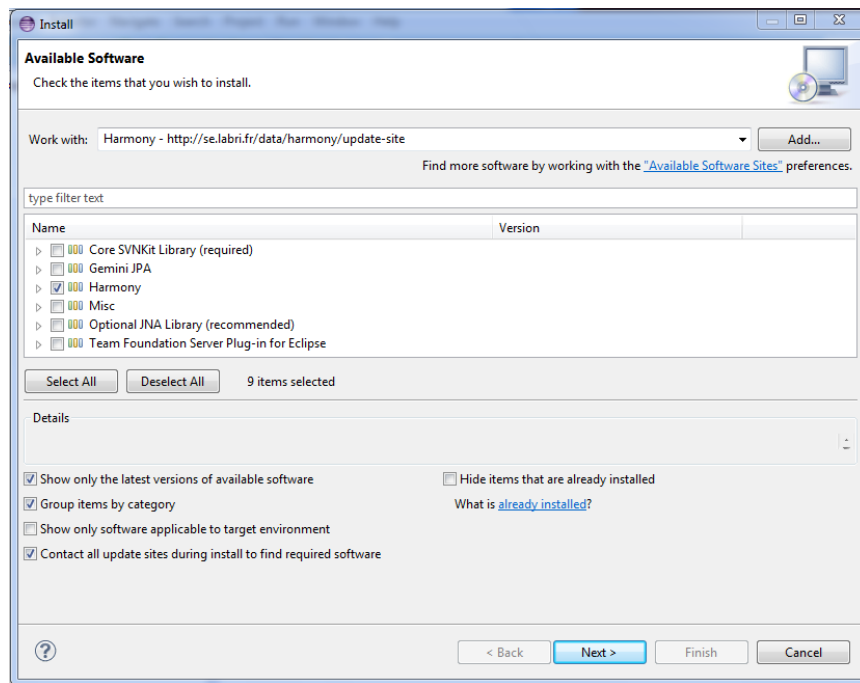 Install
Available Software
Check the items that you wish to install.
Work with: Harmony - http://se.labri.fr/data/harmony/update-site Add...
Find more software by working with the "Available Software Sites" preferences.
type filter text
Name Version
Core SVNKit Library (required)
Gemini JPA
Harmony
Misc
Optional JNA Library (recommended)
Team Foundation Server Plug-in for Eclipse
Select All Deselect All 9 items selected
Details
Show only the latest versions of available software Hide items that are already installed
Group items by category What is already installed?
Show only software applicable to target environment
Contact all update sites during install to find required software
? < Back Next > Finish Cancel